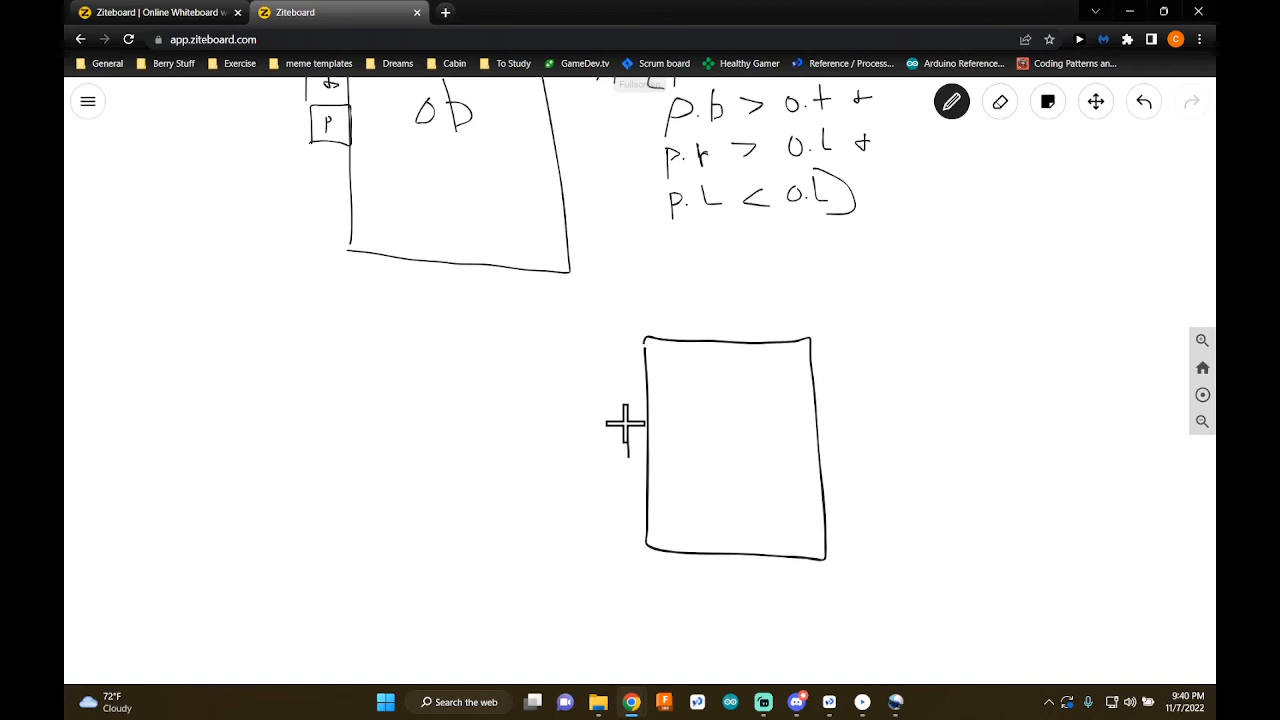 Ziteboard | Online Whiteboard w
Ziteboard
app.ziteboard.com
General
Berry Stuff
Exercise
meme templates
Dreams
Cabin
To Study
GameDev.tv
Scrum board
Healthy Gamer
Reference / Process...
Arduino Reference...
Coding Patterns an...
Fullscreen
ob
P
p.b > o.t &
p.r > o.L &
p.L < o.L)
72°F
Cloudy
Search the web
9:40 PM
11/7/2022